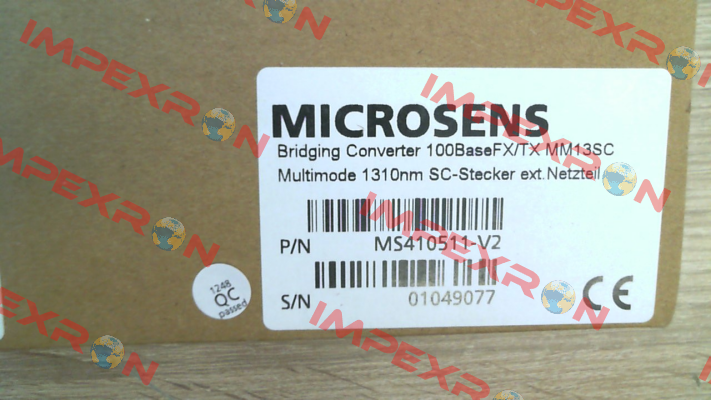 IMPEXRON
IMPEXRON
IMPEXRON
IMPEXRON
MICROSENS
Bridging Converter 100BaseFX/TX MM13SC
Multimode 1310nm SC-Stecker ext.Netzteil
P/N MS410511-V2
S/N 01049077
CE
1248
QC
passed
IMPEXRON
IMPEXRON
IMPEXRON